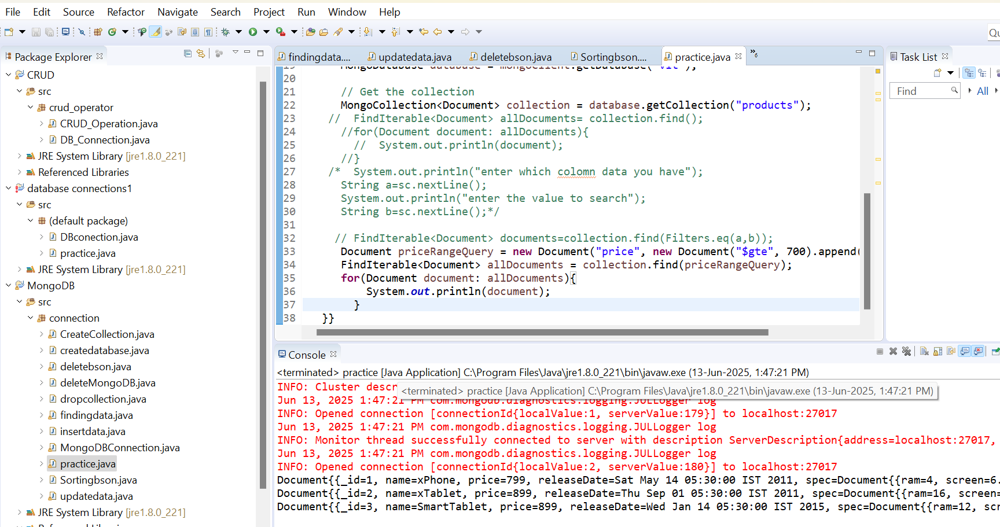 File Edit Source Refactor Navigate Search Project Run Window Help
Qu
Package Explorer
CRUD
src
crud_operator
CRUD_Operation.java
DB_Connection.java
JRE System Library [jre1.8.0_221]
Referenced Libraries
database connections1
src
(default package)
DBconection.java
practice.java
JRE System Library [jre1.8.0_221]
MongoDB
src
connection
CreateCollection.java
createdatabase.java
deletebson.java
deleteMongoDB.java
dropcollection.java
findingdata.java
insertdata.java
MongoDBConnection.java
practice.java
Sortingbson.java
updatedata.java
JRE System Library [jre1.8.0_221]
findingdata.... updatedata.java deletebson.java Sortingbson.... practice.java »6
19 MongoDatabase database = mongoClient.getDatabase("vit");
20
21 // Get the collection
22 MongoCollection<Document> collection = database.getCollection("products");
23 // FindIterable<Document> allDocuments= collection.find();
24 //for(Document document: allDocuments){
25 // System.out.println(document);
26 //}
27 /* System.out.println("enter which colomn data you have");
28 String a=sc.nextLine();
29 System.out.println("enter the value to search");
30 String b=sc.nextLine();*/
31
32 // FindIterable<Document> documents=collection.find(Filters.eq(a,b));
33 Document priceRangeQuery = new Document("price", new Document("$gte", 700).append(
34 FindIterable<Document> allDocuments = collection.find(priceRangeQuery);
35 for(Document document: allDocuments){
36 System.out.println(document);
37 }
38 }}
Task List
Find All
Console
<terminated> practice [Java Application] C:\Program Files\Java\jre1.8.0_221\bin\javaw.exe (13-Jun-2025, 1:47:21 PM)
INFO: Cluster descr
<terminated> practice [Java Application] C:\Program Files\Java\jre1.8.0_221\bin\javaw.exe (13-Jun-2025, 1:47:21 PM)
Jun 13, 2025 1:47:21 PM com.mongodb.diagnostics.logging.JULLogger log
INFO: Opened connection [connectionId{localValue:1, serverValue:179}] to localhost:27017
Jun 13, 2025 1:47:21 PM com.mongodb.diagnostics.logging.JULLogger log
INFO: Monitor thread successfully connected to server with description ServerDescription{address=localhost:27017,
Jun 13, 2025 1:47:21 PM com.mongodb.diagnostics.logging.JULLogger log
INFO: Opened connection [connectionId{localValue:2, serverValue:180}] to localhost:27017
Document{{_id=1, name=xPhone, price=799, releaseDate=Sat May 14 05:30:00 IST 2011, spec=Document{{ram=4, screen=6.
Document{{_id=2, name=xTablet, price=899, releaseDate=Thu Sep 01 05:30:00 IST 2011, spec=Document{{ram=16, screen=
Document{{_id=3, name=SmartTablet, price=899, releaseDate=Wed Jan 14 05:30:00 IST 2015, spec=Document{{ram=12, scr